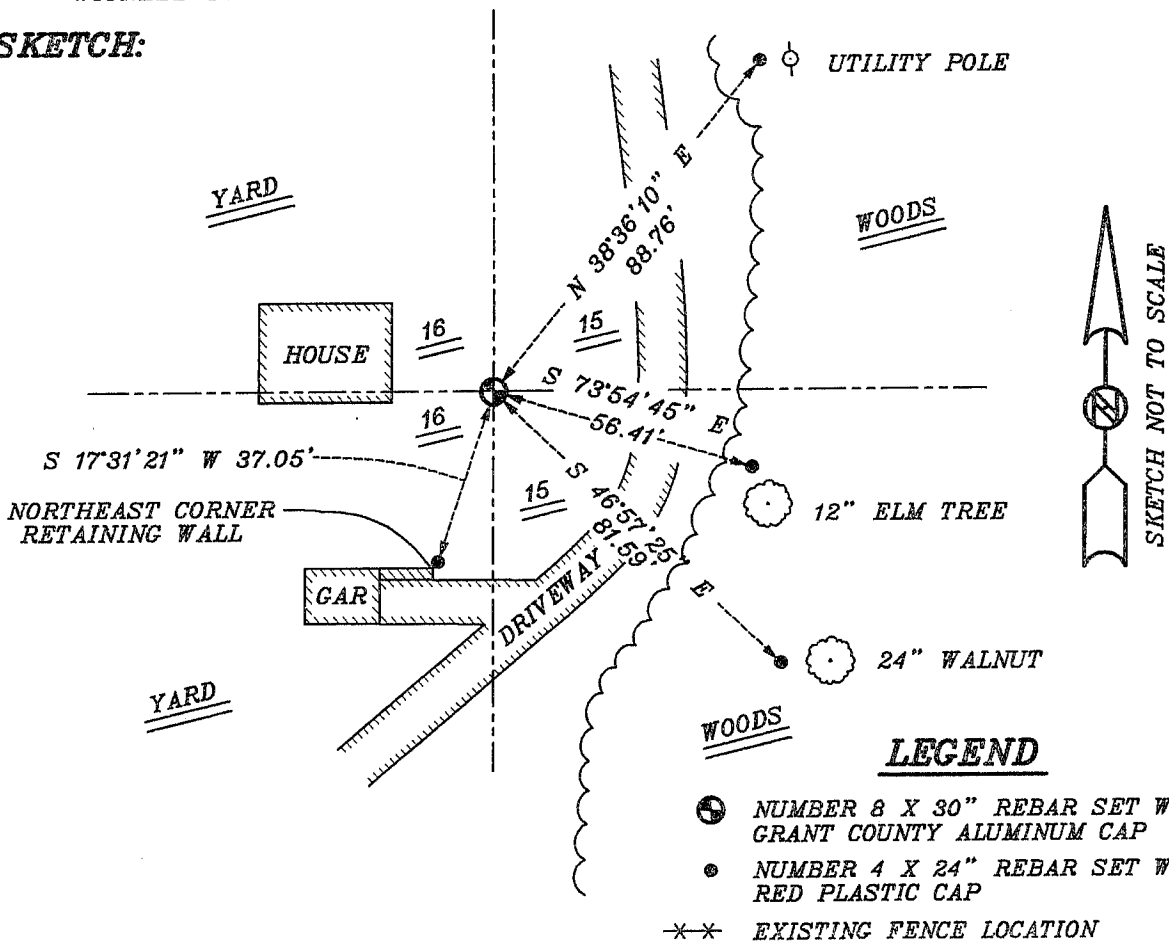 SKETCH:
UTILITY POLE
YARD
WOODS
N 38°36'10" E
88.76'
SKETCH NOT TO SCALE
N
16
15
HOUSE
S 73°54'45" E
56.41'
16
S 17°31'21" W 37.05'
15
S 46°57'25" E
81.59'
NORTHEAST CORNER
RETAINING WALL
12" ELM TREE
GAR
DRIVEWAY
24" WALNUT
YARD
WOODS
LEGEND
NUMBER 8 X 30" REBAR SET W
GRANT COUNTY ALUMINUM CAP
NUMBER 4 X 24" REBAR SET W
RED PLASTIC CAP
EXISTING FENCE LOCATION